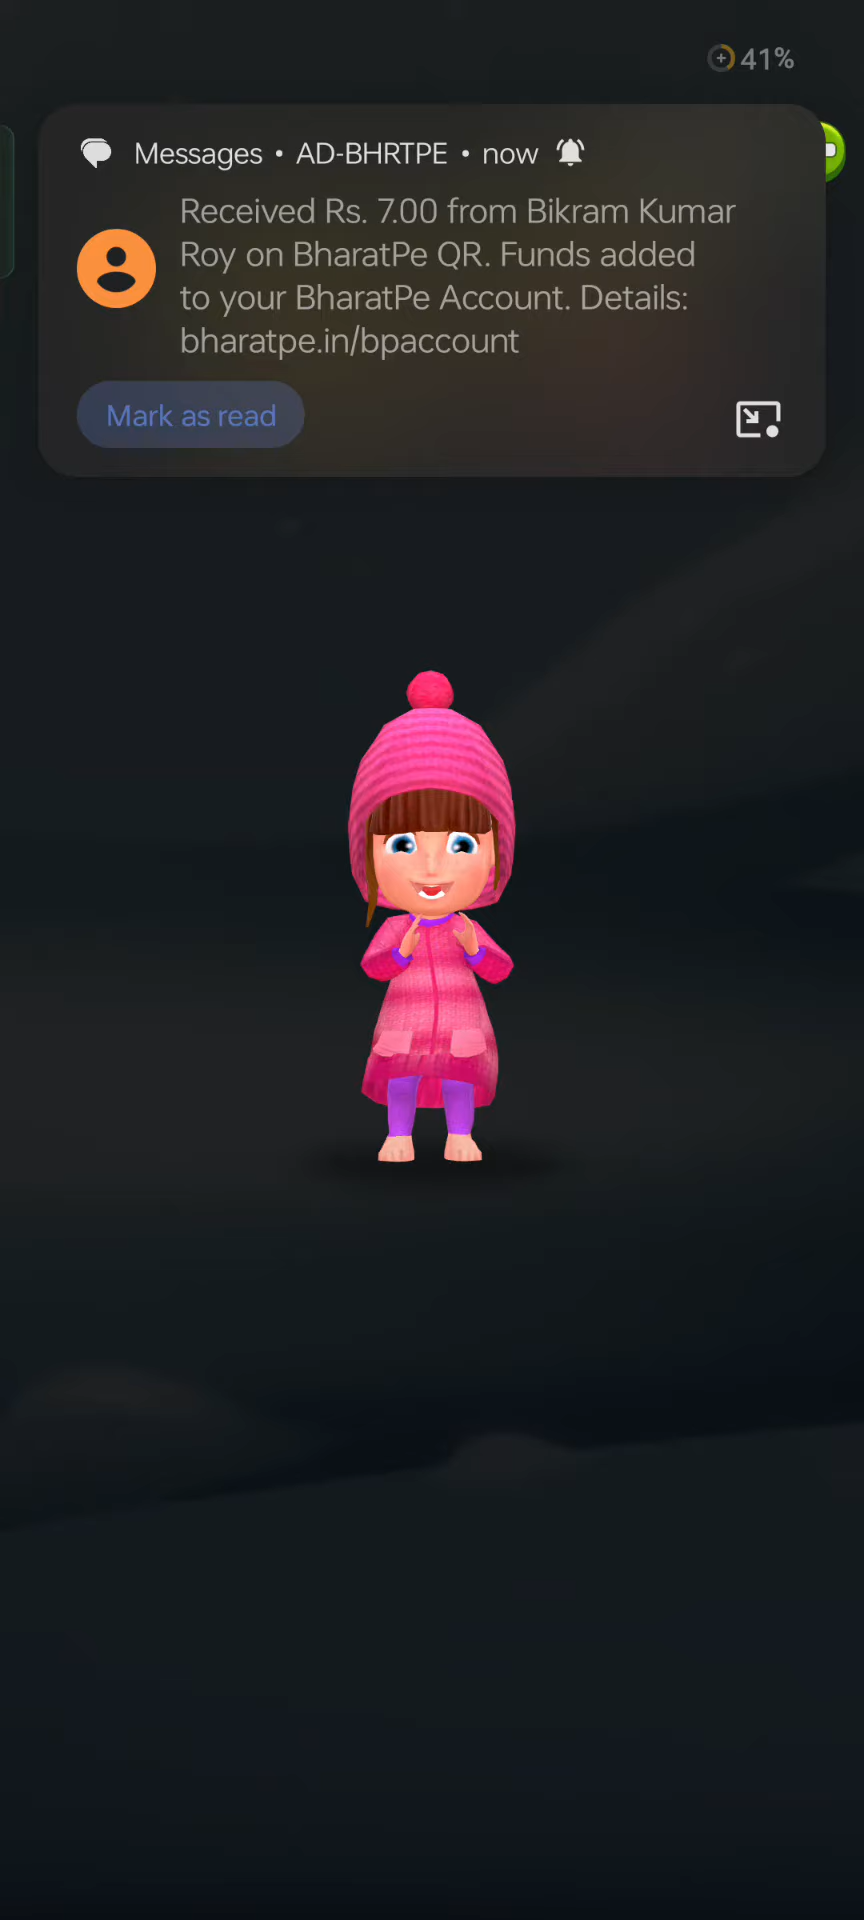 41%
Messages • AD-BHRTPE • now
Received Rs. 7.00 from Bikram Kumar
Roy on BharatPe QR. Funds added
to your BharatPe Account. Details:
bharatpe.in/bpaccount
Mark as read